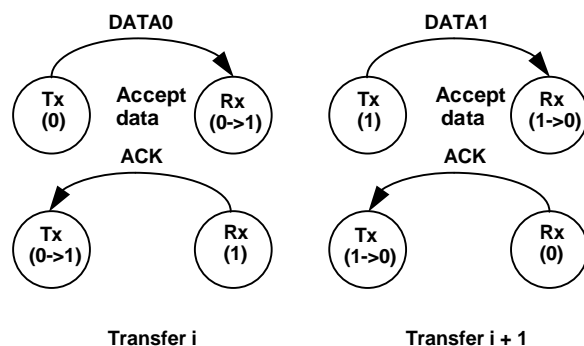 DATA0
Tx
(0)
Accept
data
Rx
(0->1)
ACK
Tx
(0->1)
Rx
(1)
Transfer i
DATA1
Tx
(1)
Accept
data
Rx
(1->0)
ACK
Tx
(1->0)
Rx
(0)
Transfer i + 1